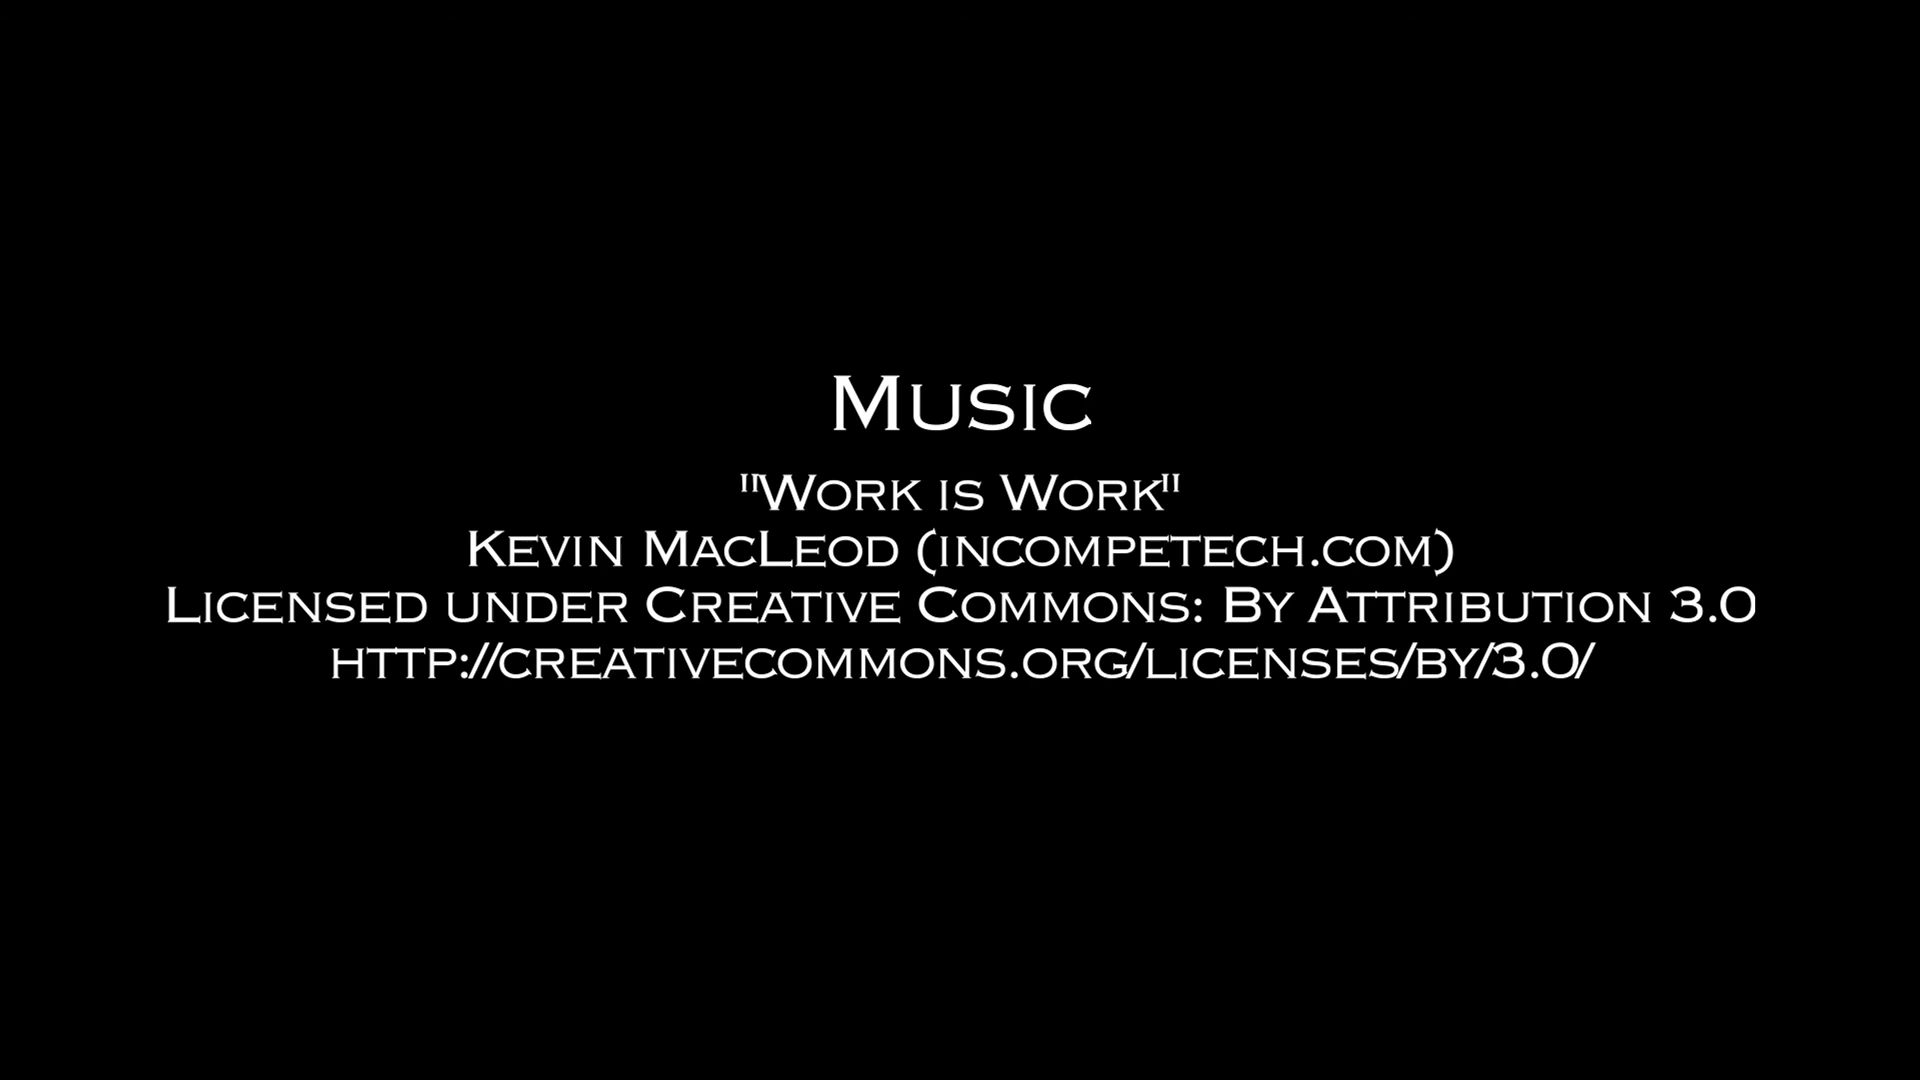 Music
"Work is Work"
Kevin MacLeod (incompetech.com)
Licensed under Creative Commons: By Attribution 3.0
http://creativecommons.org/licenses/by/3.0/